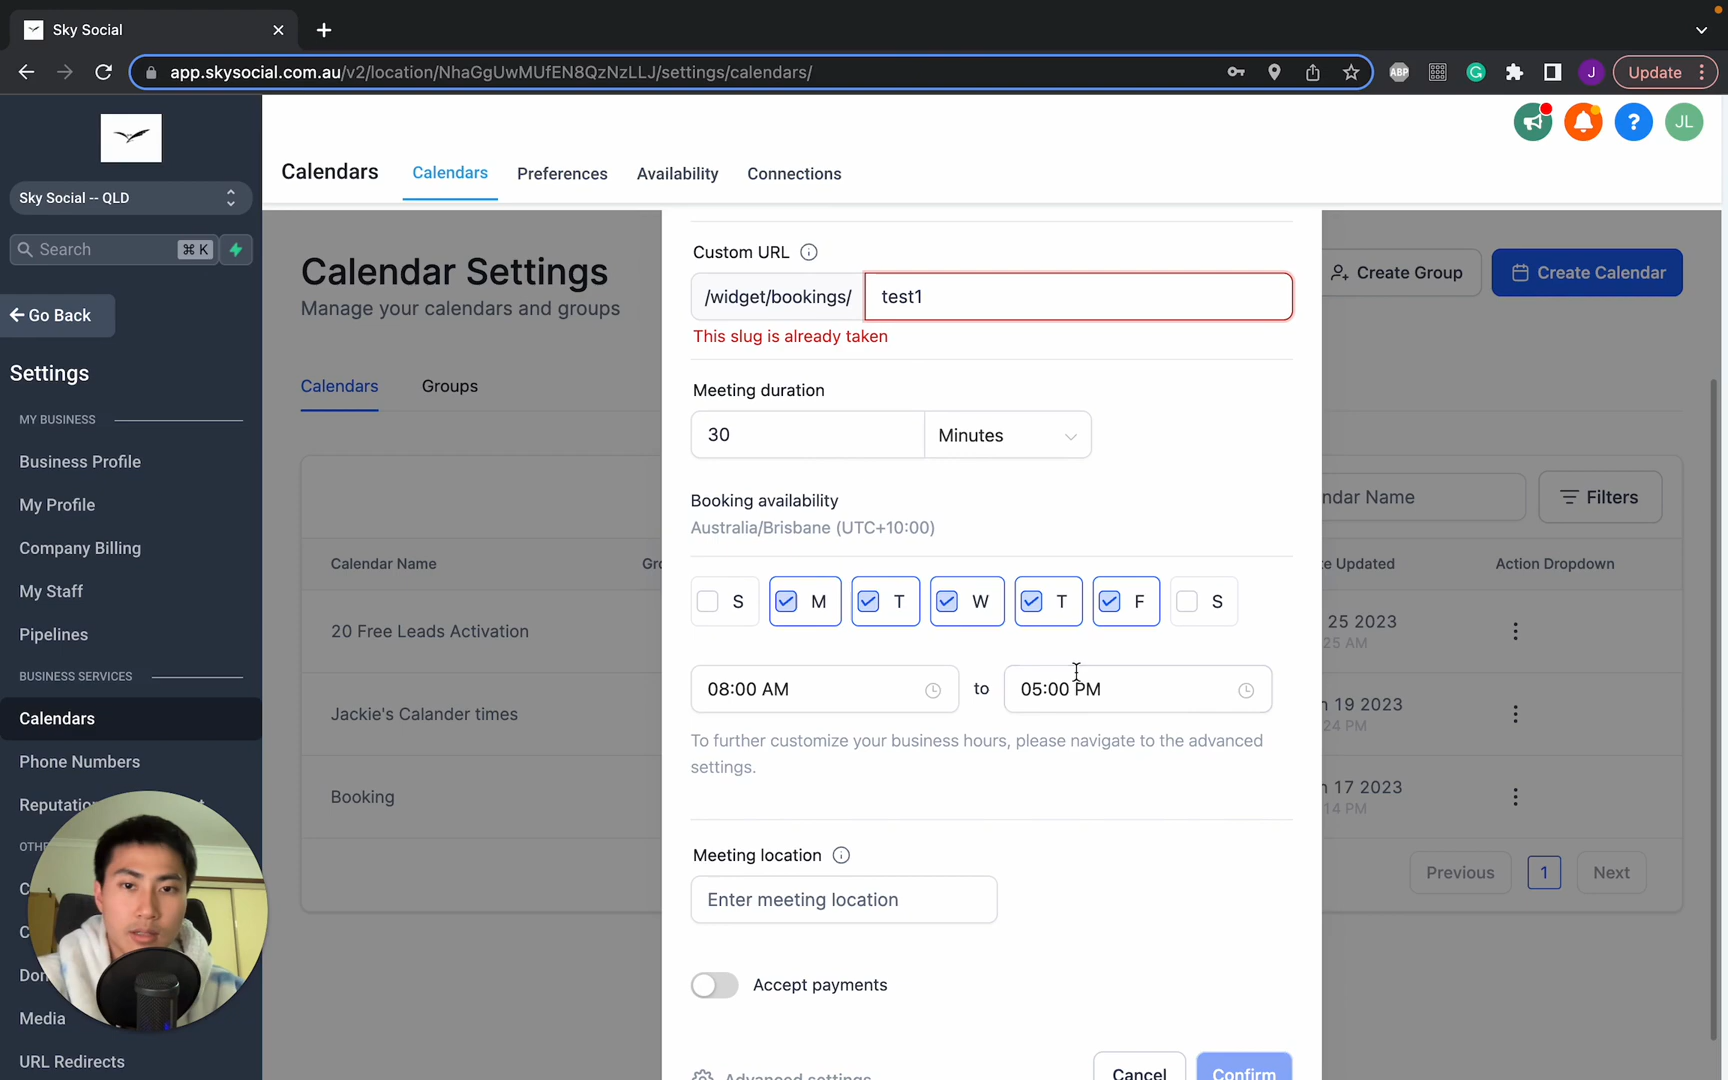 Sky Social
app.skysocial.com.au/v2/location/NhaGgUwMUfEN8QzNzLLJ/settings/calendars/
ABP
J
Update
Sky Social -- QLD
Search
⌘ K
Go Back
Settings
MY BUSINESS
Business Profile
My Profile
Company Billing
My Staff
Pipelines
BUSINESS SERVICES
Calendars
Phone Numbers
Media
URL Redirects
Calendars
Calendars
Preferences
Availability
Connections
?
JL
Calendar Settings
Manage your calendars and groups
Create Group
Create Calendar
Calendars
Groups
Filters
Calendar Name
Action Dropdown
20 Free Leads Activation
Jackie's Calander times
Booking
Previous
1
Next
Custom URL
/widget/bookings/
test1
This slug is already taken
Meeting duration
30
Minutes
Booking availability
Australia/Brisbane (UTC+10:00)
S
M
T
W
T
F
S
08:00 AM
to
05:00 PM
To further customize your business hours, please navigate to the advanced
settings.
Meeting location
Enter meeting location
Accept payments
Advanced settings
Cancel
Confirm